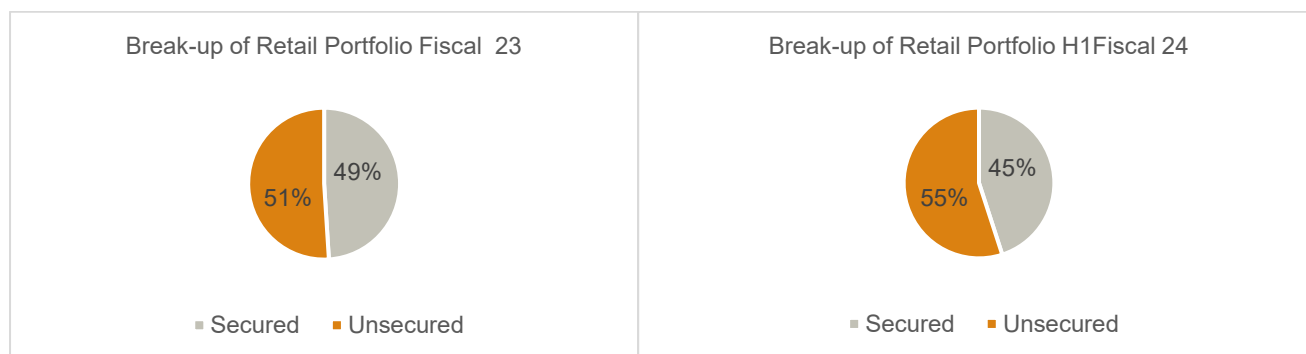 Break-up of Retail Portfolio Fiscal  23
49%
51%
Secured Unsecured
Break-up of Retail Portfolio H1Fiscal 24
45%
55%
Secured Unsecured